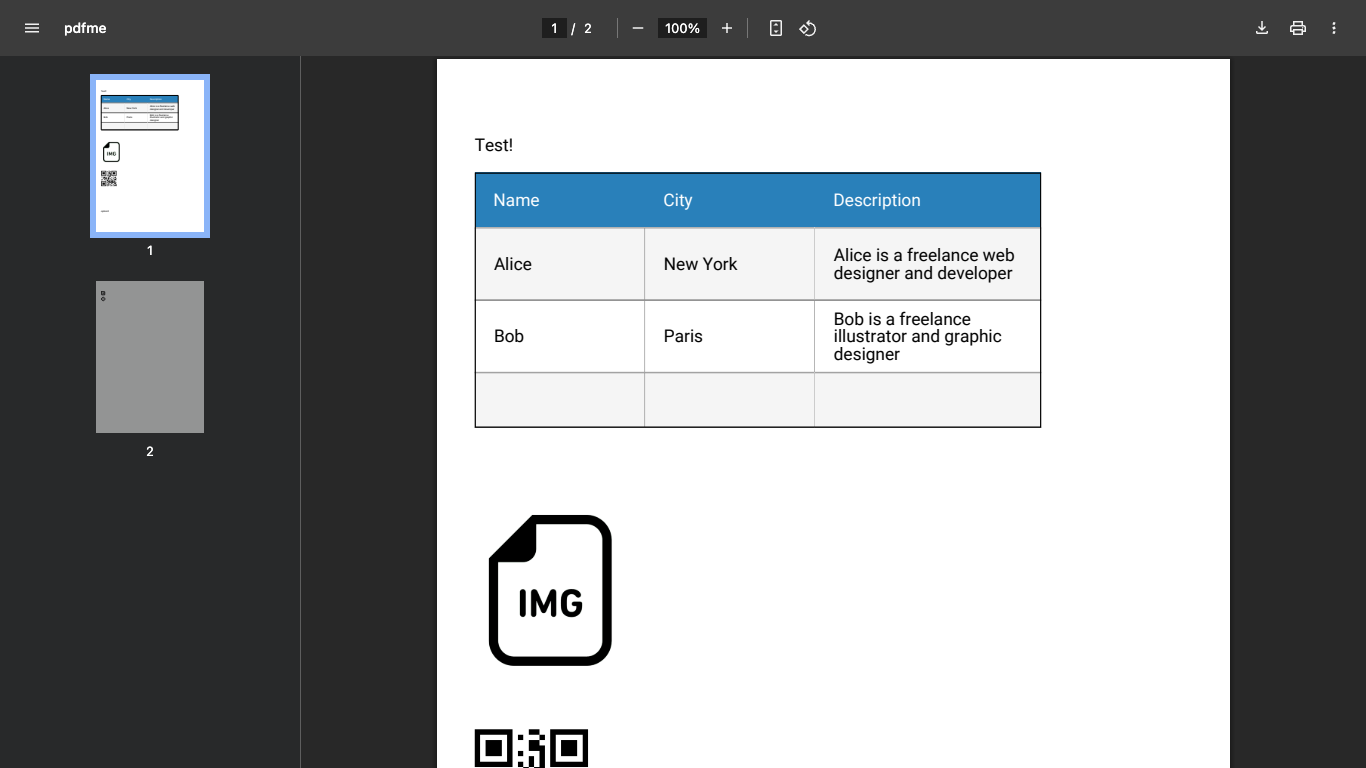 pdfme
1 / 2
100%
1
2
Test!
Name City Description
Alice New York Alice is a freelance web
designer and developer
Bob Paris Bob is a freelance
illustrator and graphic
designer
IMG